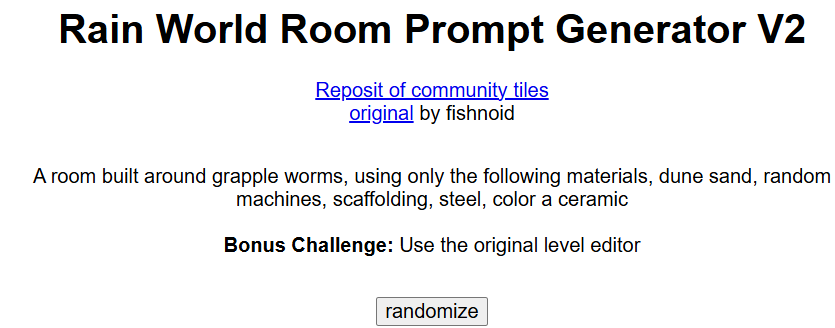 Rain World Room Prompt Generator V2
Reposit of community tiles
original by fishnoid
A room built around grapple worms, using only the following materials, dune sand, random
machines, scaffolding, steel, color a ceramic
Bonus Challenge: Use the original level editor
randomize